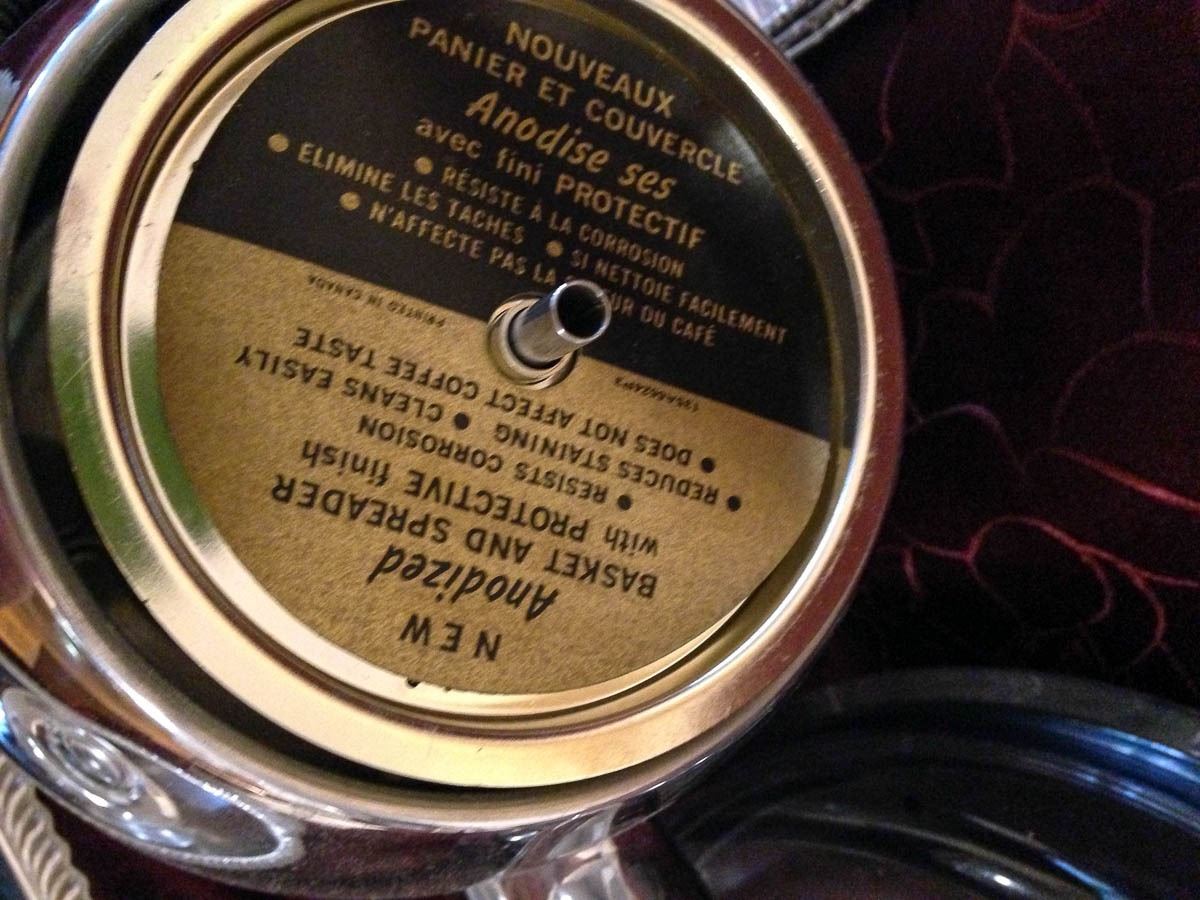 NOUVEAUX
PANIER ET COUVERCLE
Anodise ses
avec fini PROTECTIF
● RÉSISTE À LA CORROSION
● ELIMINE LES TACHES ● SI NETTOIE FACILEMENT
● N'AFFECTE PAS LA UR DU CAFÉ
PRINTED IN CANADA
NEW
Anodized
BASKET AND SPREADER
with PROTECTIVE finish
● RESISTS CORROSION
● REDUCES STAINING ● CLEANS EASILY
● DOES NOT AFFECT COFFEE TASTE